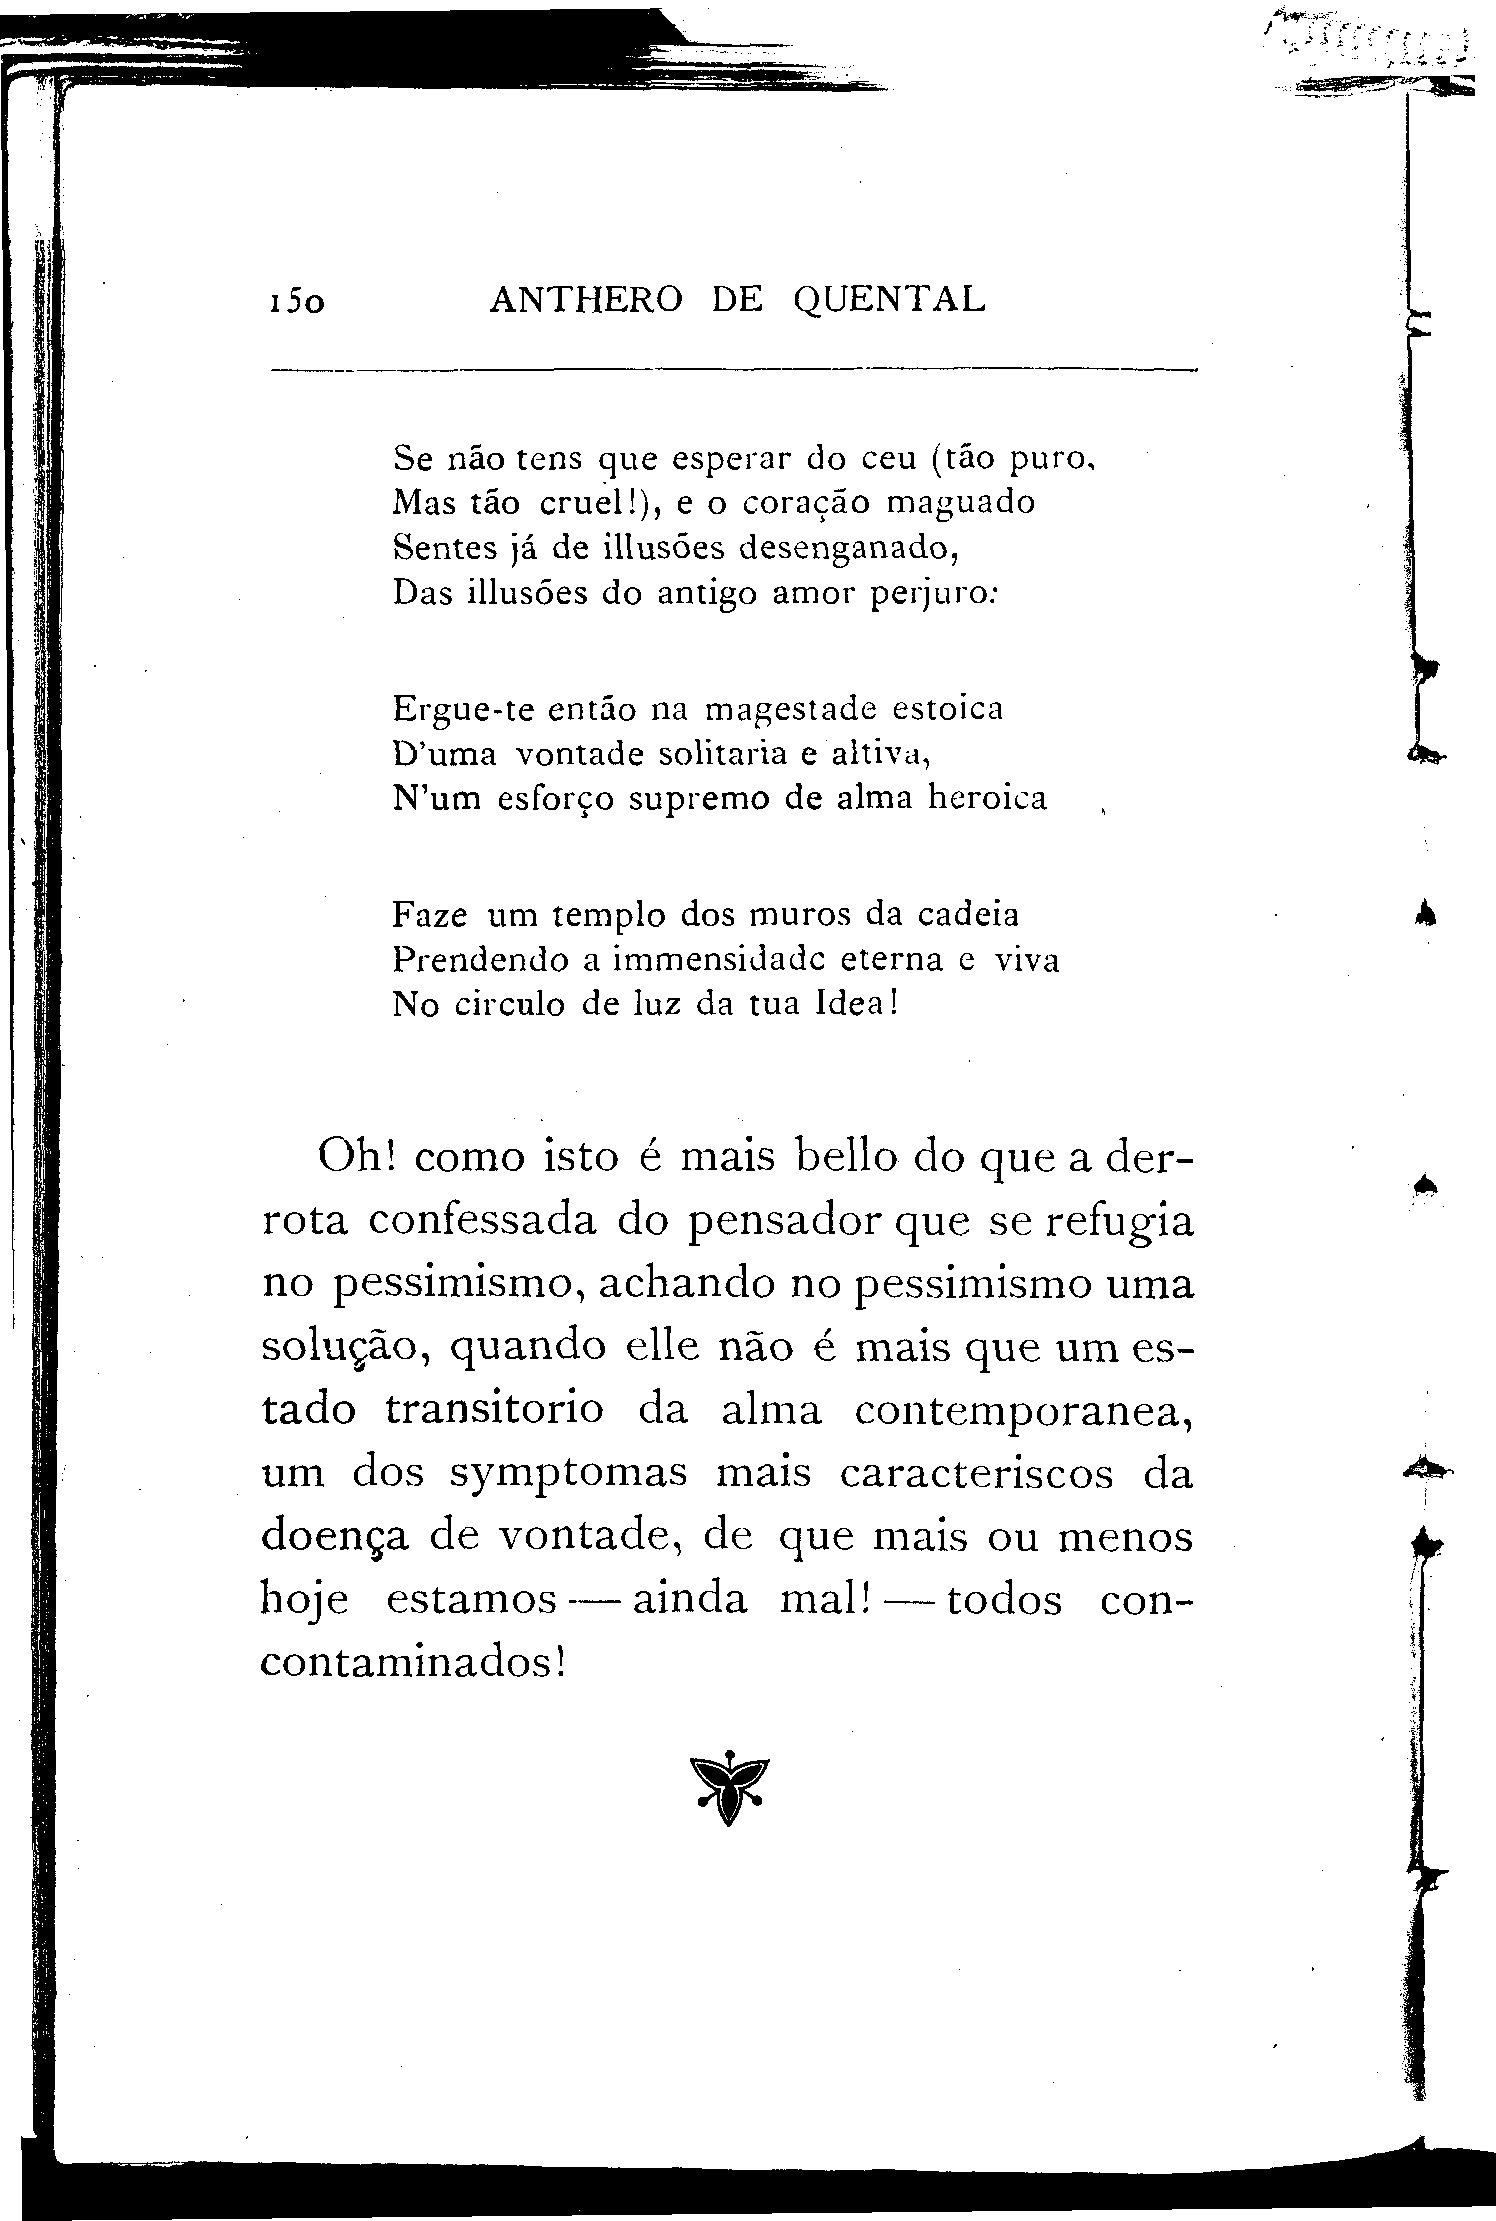 150 ANTHERO DE QUENTAL
Se não tens que esperar do ceu (tão puro,
Mas tão cruel!), e o coração maguado
Sentes já de illusões desenganado,
Das illusões do antigo amor perjuro:
Ergue-te então na magestade estoica
D'uma vontade solitaria e altiva,
N'um esforço supremo de alma heroica
Faze um templo dos muros da cadeia
Prendendo a immensidade eterna e viva
No circulo de luz da tua Idea!
Oh! como isto é mais bello do que a der-
rota confessada do pensador que se refugia
no pessimismo, achando no pessimismo uma
solução, quando elle não é mais que um es-
tado transitorio da alma contemporanea,
um dos symptomas mais caracteriscos da
doença de vontade, de que mais ou menos
hoje estamos — ainda mal! — todos con-
contaminados!